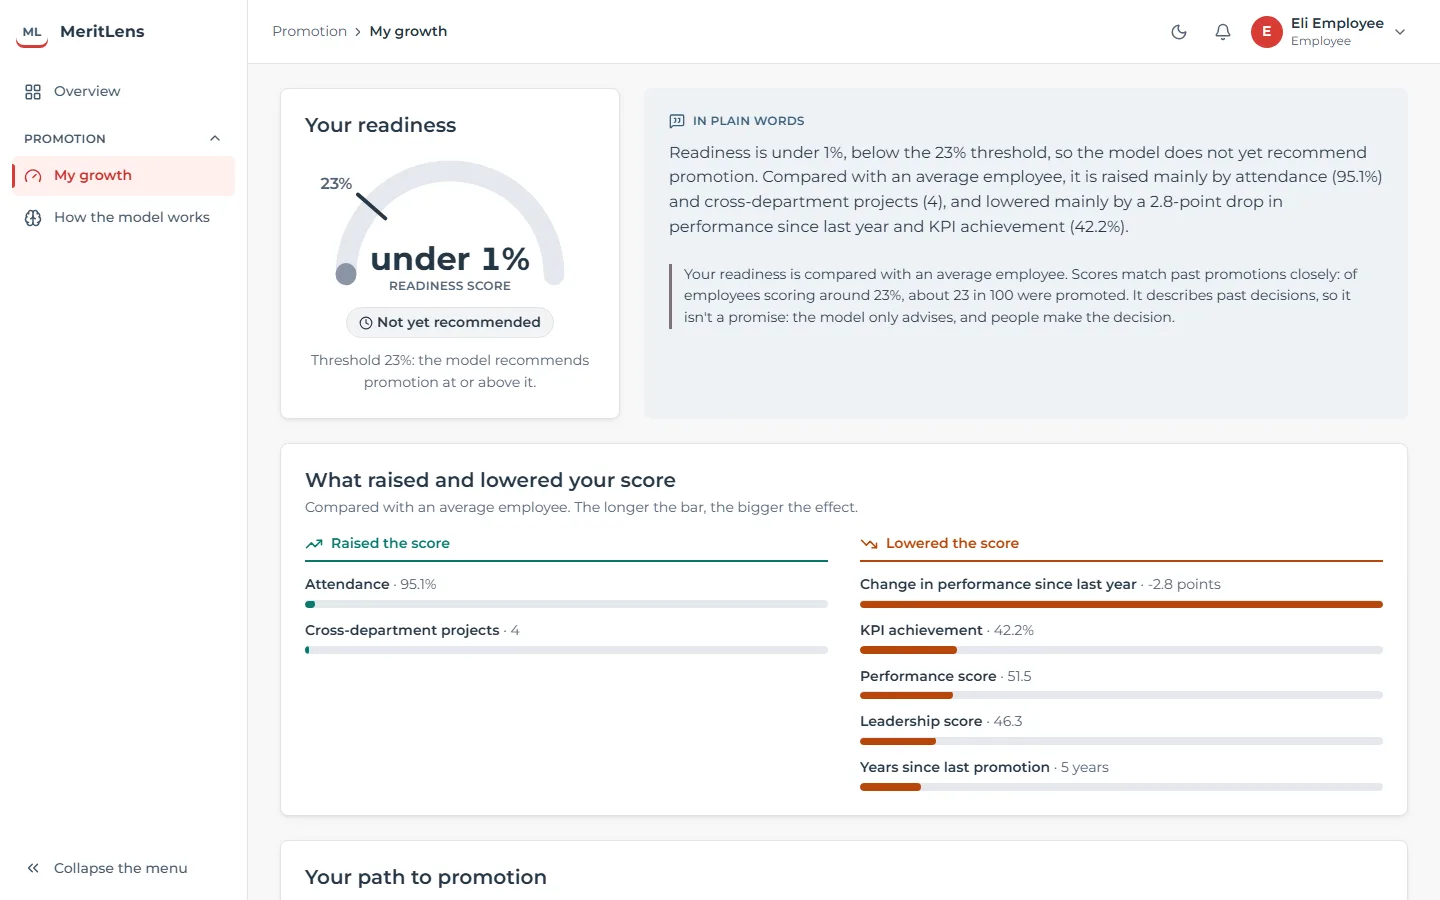 ML MeritLens
Promotion > My growth
E
Eli Employee
Employee
Overview
PROMOTION
My growth
How the model works
Collapse the menu
Your readiness
23%
under 1%
READINESS SCORE
Not yet recommended
Threshold 23%: the model recommends
promotion at or above it.
IN PLAIN WORDS
Readiness is under 1%, below the 23% threshold, so the model does not yet recommend
promotion. Compared with an average employee, it is raised mainly by attendance (95.1%)
and cross-department projects (4), and lowered mainly by a 2.8-point drop in
performance since last year and KPI achievement (42.2%).
Your readiness is compared with an average employee. Scores match past promotions closely: of
employees scoring around 23%, about 23 in 100 were promoted. It describes past decisions, so it
isn't a promise: the model only advises, and people make the decision.
What raised and lowered your score
Compared with an average employee. The longer the bar, the bigger the effect.
Raised the score
Attendance · 95.1%
Cross-department projects · 4
Lowered the score
Change in performance since last year · -2.8 points
KPI achievement · 42.2%
Performance score · 51.5
Leadership score · 46.3
Years since last promotion · 5 years
Your path to promotion